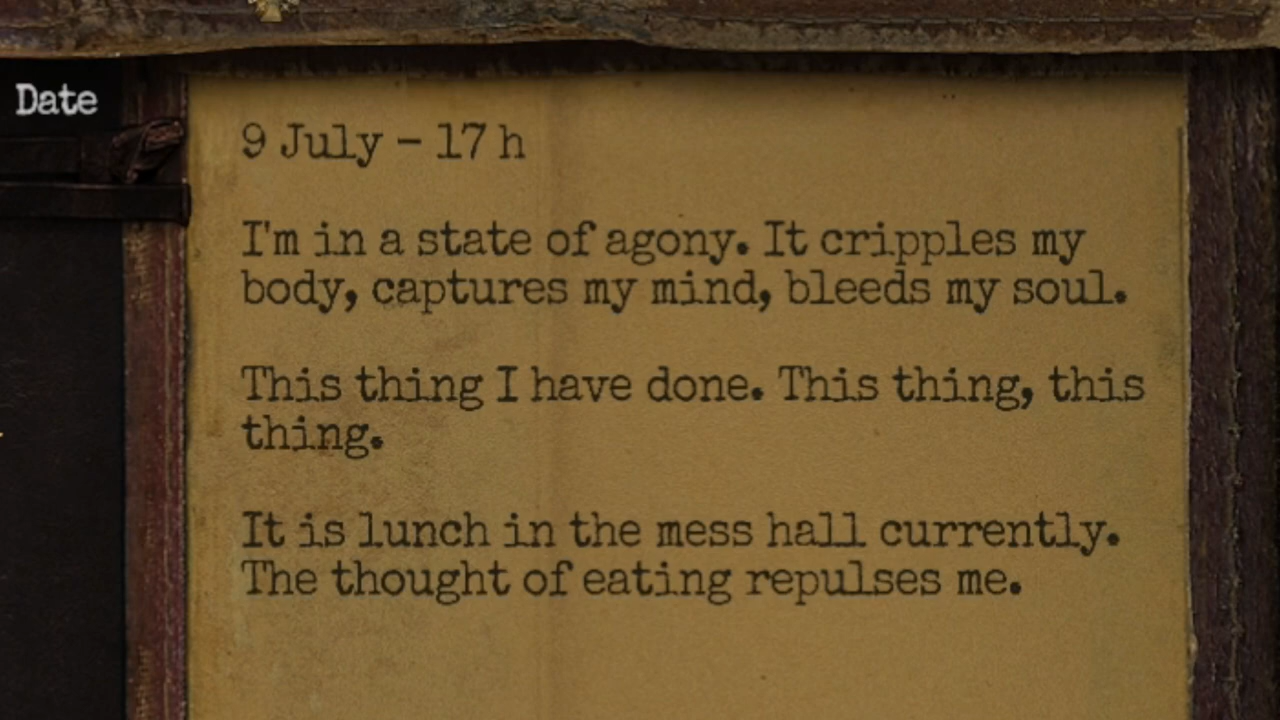 Date
9 July - 17 h
I'm in a state of agony. It cripples my
body, captures my mind, bleeds my soul.
This thing I have done. This thing, this
thing.
It is lunch in the mess hall currently.
The thought of eating repulses me.